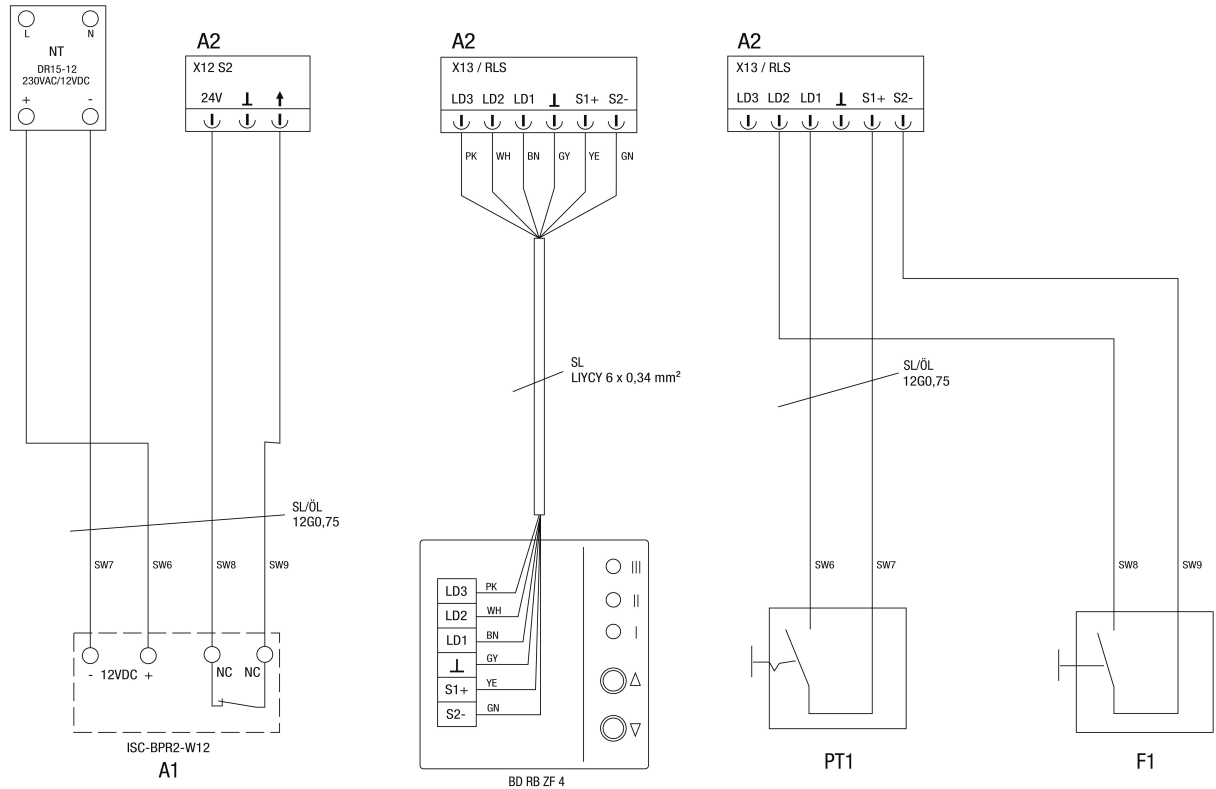 L N
NT
DR15-12
230VAC/12VDC
+ -
SL/ÖL
12G0,75
SW7 SW6 SW8 SW9
- 12VDC + NC NC
ISC-BPR2-W12
A1
A2
X12 S2
24V
A2
X13 / RLS
LD3 LD2 LD1 S1+ S2-
PK WH BN GY YE GN
SL
LIYCY 6 x 0,34 mm²
LD3 PK
LD2 WH
LD1 BN
GY
S1+ YE
S2- GN
III
II
I
BD RB ZF 4
A2
X13 / RLS
LD3 LD2 LD1 S1+ S2-
SL/ÖL
12G0,75
SW6 SW7 SW8 SW9
PT1
F1